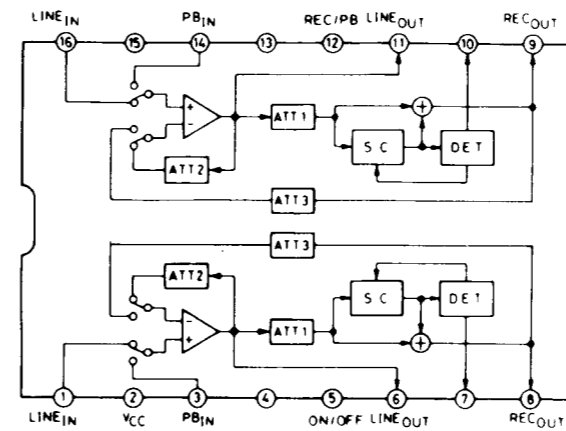 LINE IN PB IN REC/PB LINE OUT REC OUT
16 15 14 13 12 11 10 9
+
-
ATT1
+
SC DET
ATT2
ATT3
ATT3
ATT2
SC DET
-
+
ATT1
+
1 2 3 4 5 6 7 8
LINE IN VCC PB IN ON/OFF LINE OUT REC OUT